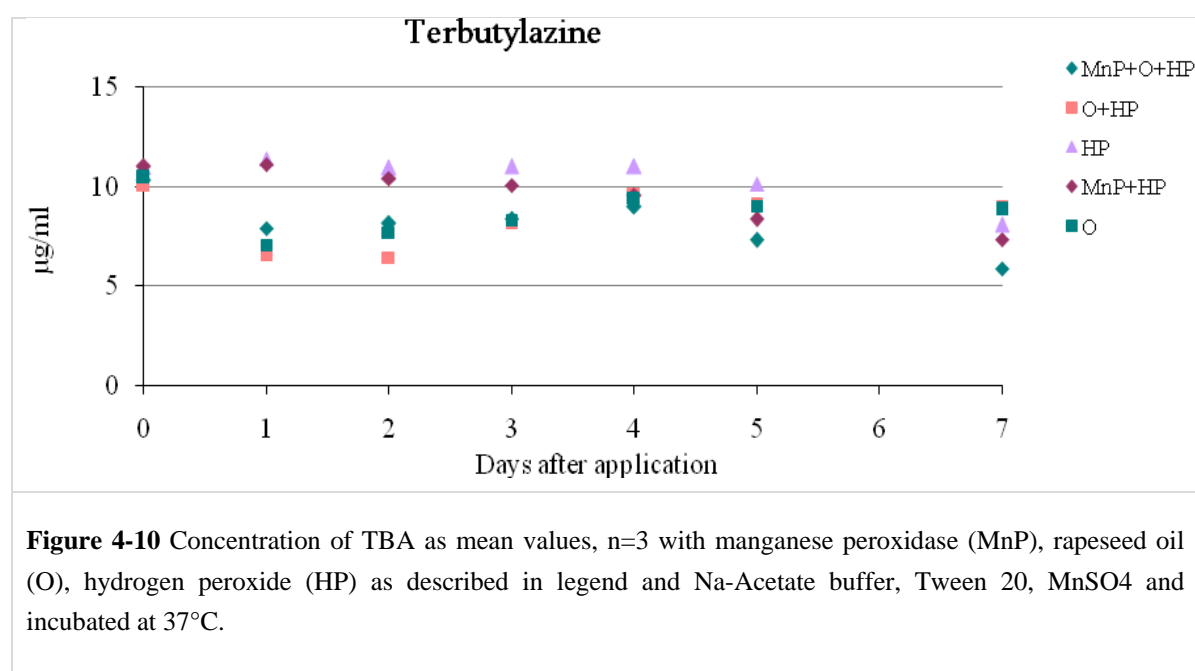 Terbutylazine
MnP+O+HP
O+HP
HP
MnP+HP
O
15
10
5
0
µg/ml
0 1 2 3 4 5 6 7
Days after application
Figure 4-10 Concentration of TBA as mean values, n=3 with manganese peroxidase (MnP), rapeseed oil
(O), hydrogen peroxide (HP) as described in legend and Na-Acetate buffer, Tween 20, MnSO4 and
incubated at 37°C.